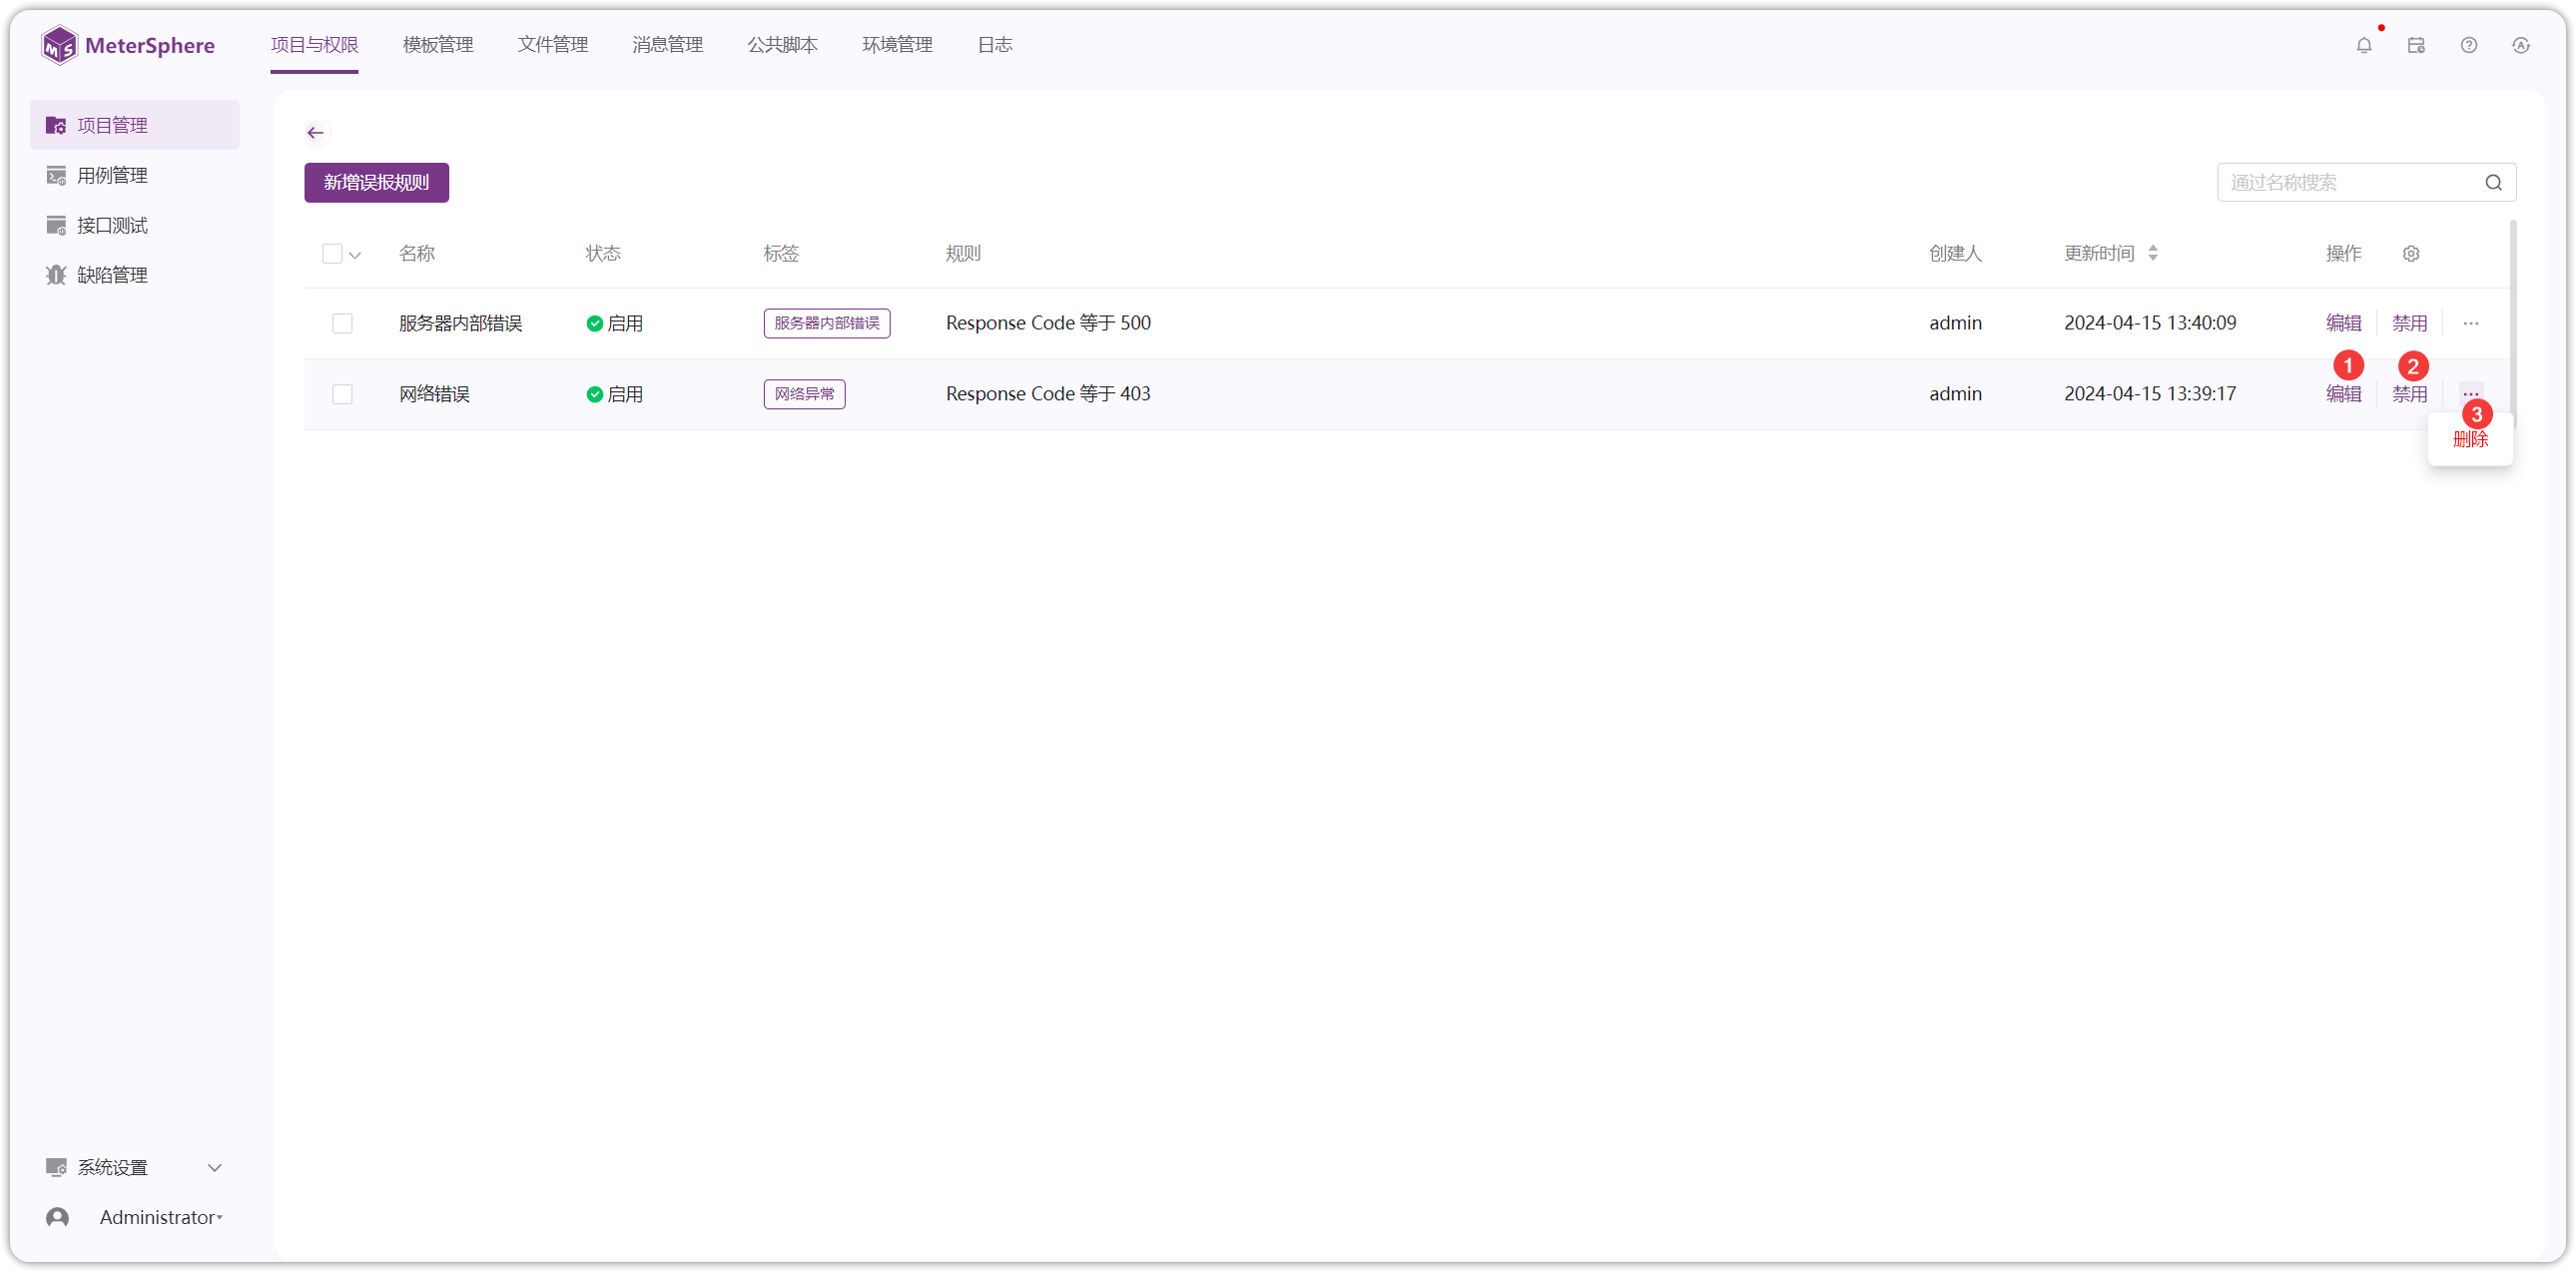 MeterSphere 项目与权限 模板管理 文件管理 消息管理 公共脚本 环境管理 日志
项目管理
用例管理
接口测试
缺陷管理
新增误报规则 通过名称搜索
名称 状态 标签 规则 创建人 更新时间 操作
服务器内部错误 启用 服务器内部错误 Response Code 等于 500 admin 2024-04-15 13:40:09 编辑 禁用 ...
1 2
网络错误 启用 网络异常 Response Code 等于 403 admin 2024-04-15 13:39:17 编辑 禁用 ...
3
删除
系统设置
Administrator